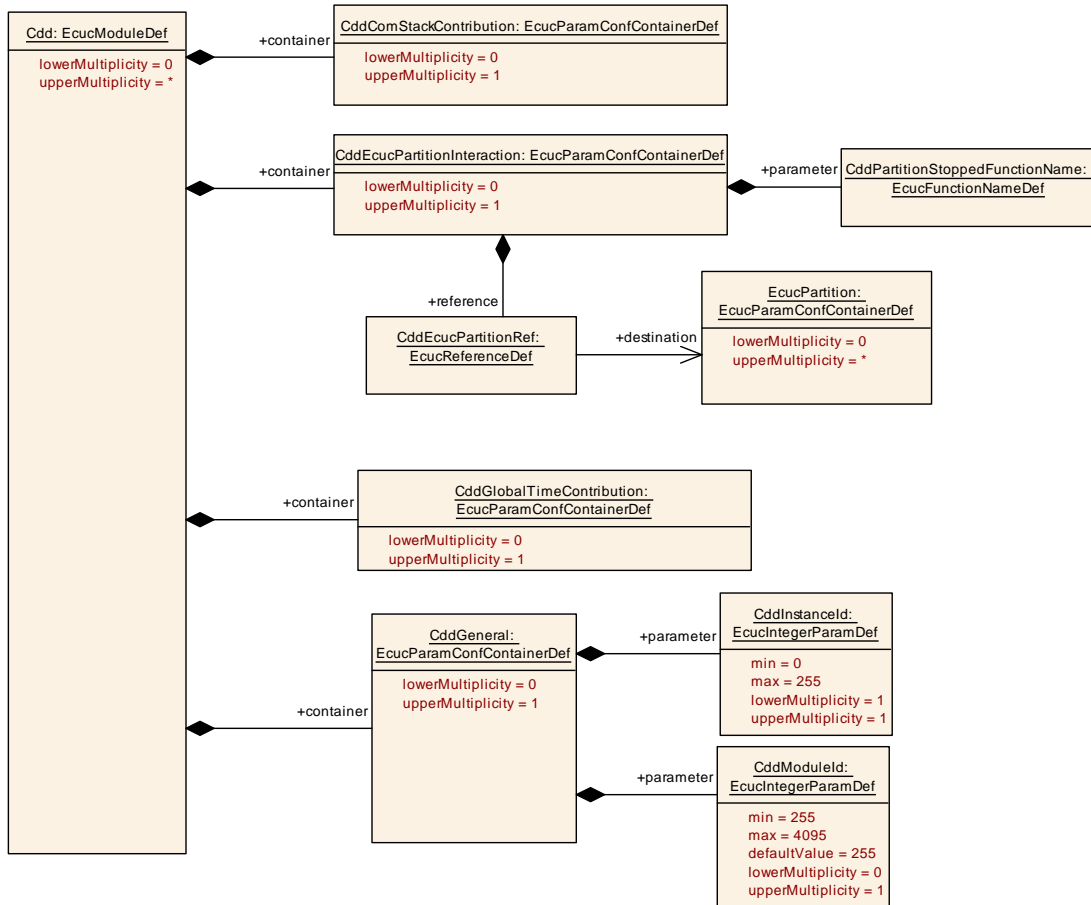 Cdd: EcucModuleDef
lowerMultiplicity = 0
upperMultiplicity = *
+container
CddComStackContribution: EcucParamConfContainerDef
lowerMultiplicity = 0
upperMultiplicity = 1
+container
CddEcucPartitionInteraction: EcucParamConfContainerDef
lowerMultiplicity = 0
upperMultiplicity = 1
+parameter
CddPartitionStoppedFunctionName:
EcucFunctionNameDef
+reference
CddEcucPartitionRef:
EcucReferenceDef
+destination
EcucPartition:
EcucParamConfContainerDef
lowerMultiplicity = 0
upperMultiplicity = *
+container
CddGlobalTimeContribution:
EcucParamConfContainerDef
lowerMultiplicity = 0
upperMultiplicity = 1
+container
CddGeneral:
EcucParamConfContainerDef
lowerMultiplicity = 0
upperMultiplicity = 1
+parameter
CddInstanceId:
EcucIntegerParamDef
min = 0
max = 255
lowerMultiplicity = 1
upperMultiplicity = 1
+parameter
CddModuleId:
EcucIntegerParamDef
min = 255
max = 4095
defaultValue = 255
lowerMultiplicity = 0
upperMultiplicity = 1